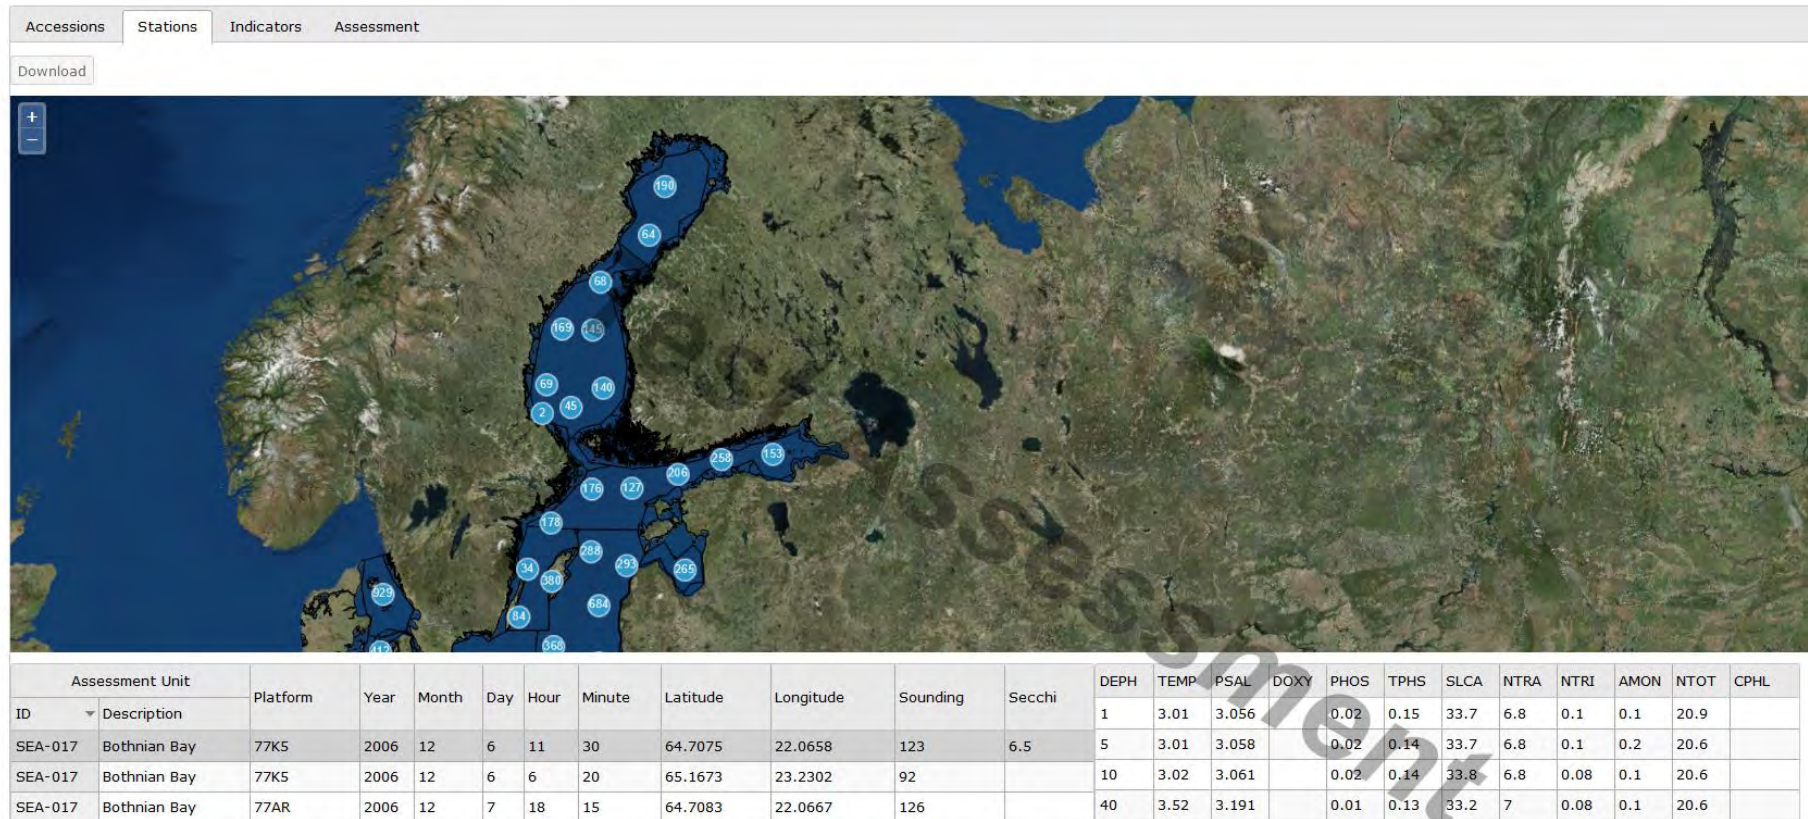 Accessions Stations Indicators Assessment
Download
+
−
190
64
68
169 145
69 140
2 45
153
258
206
176 127
178
288
34 380 293 265
929
684
84
368
412
Assessment Unit Platform Year Month Day Hour Minute Latitude Longitude Sounding Secchi
ID Description
SEA-017 Bothnian Bay 77K5 2006 12 6 11 30 64.7075 22.0658 123 6.5
SEA-017 Bothnian Bay 77K5 2006 12 6 6 20 65.1673 23.2302 92
SEA-017 Bothnian Bay 77AR 2006 12 7 18 15 64.7083 22.0667 126
DEPH TEMP PSAL DOXY PHOS TPHS SLCA NTRA NTRI AMON NTOT CPHL
1 3.01 3.056 0.02 0.15 33.7 6.8 0.1 0.1 20.9
5 3.01 3.058 0.02 0.14 33.7 6.8 0.1 0.2 20.6
10 3.02 3.061 0.02 0.14 33.8 6.8 0.08 0.1 20.6
40 3.52 3.191 0.01 0.13 33.2 7 0.08 0.1 20.6